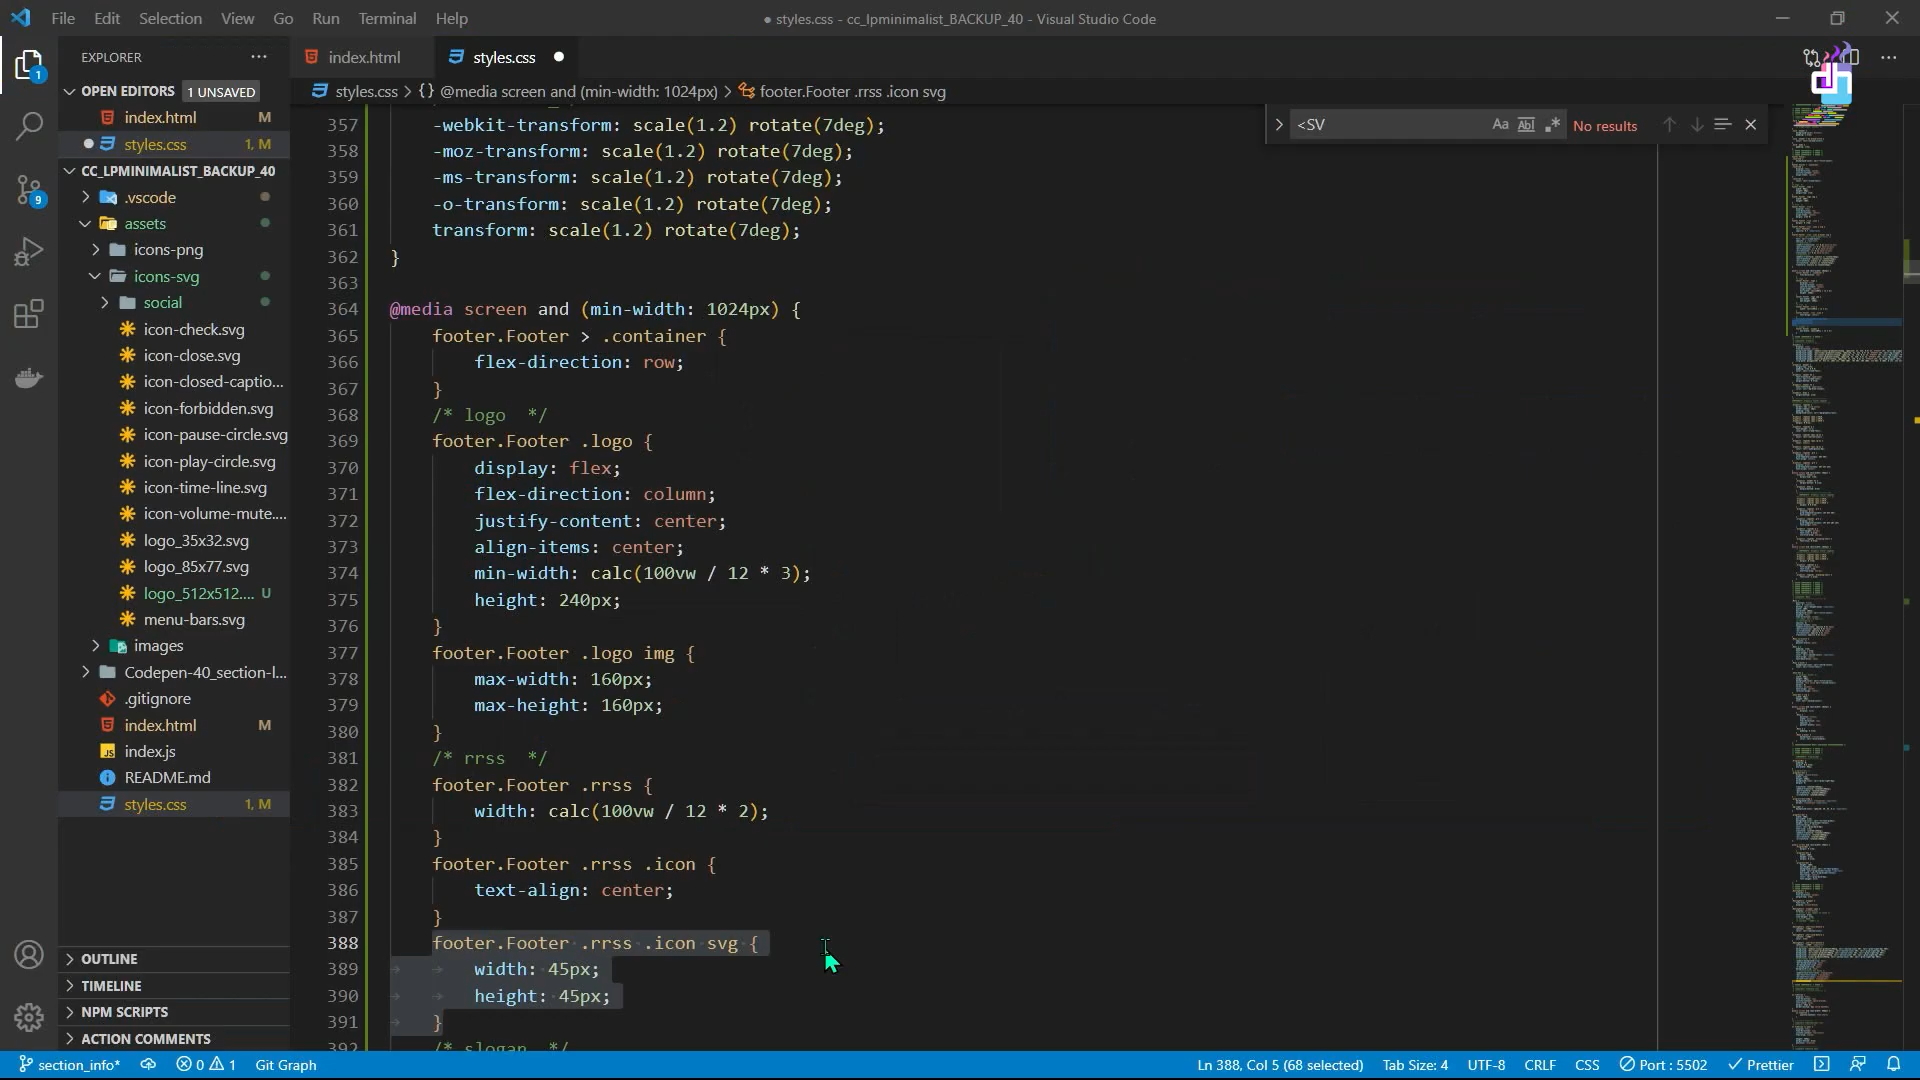 File Edit Selection View Go Run Terminal Help
● styles.css - cc_lpminimalist_BACKUP_40 - Visual Studio Code
EXPLORER
index.html
styles.css
OPEN EDITORS 1 UNSAVED
styles.css > {} @media screen and (min-width: 1024px) > footer.Footer .rrss .icon svg
index.html M
styles.css 1, M
CC_LPMINIMALIST_BACKUP_40
.vscode
assets
icons-png
icons-svg
social
icon-check.svg
icon-close.svg
icon-closed-captio...
icon-forbidden.svg
icon-pause-circle.svg
icon-play-circle.svg
icon-time-line.svg
icon-volume-mute....
logo_35x32.svg
logo_85x77.svg
logo_512x512.... U
menu-bars.svg
images
Codepen-40_section-l...
.gitignore
index.html M
index.js
README.md
styles.css 1, M
OUTLINE
TIMELINE
NPM SCRIPTS
ACTION COMMENTS
<SV
Aa
No results
357 -webkit-transform: scale(1.2) rotate(7deg);
358 -moz-transform: scale(1.2) rotate(7deg);
359 -ms-transform: scale(1.2) rotate(7deg);
360 -o-transform: scale(1.2) rotate(7deg);
361 transform: scale(1.2) rotate(7deg);
362 }
363
364 @media screen and (min-width: 1024px) {
365 footer.Footer > .container {
366 flex-direction: row;
367 }
368 /* logo  */
369 footer.Footer .logo {
370 display: flex;
371 flex-direction: column;
372 justify-content: center;
373 align-items: center;
374 min-width: calc(100vw / 12 * 3);
375 height: 240px;
376 }
377 footer.Footer .logo img {
378 max-width: 160px;
379 max-height: 160px;
380 }
381 /* rrss  */
382 footer.Footer .rrss {
383 width: calc(100vw / 12 * 2);
384 }
385 footer.Footer .rrss .icon {
386 text-align: center;
387 }
388 footer.Footer .rrss .icon svg {
389 width: 45px;
390 height: 45px;
391 }
392 /* slogan  */
section_info* 0 1 Git Graph
Ln 388, Col 5 (68 selected) Tab Size: 4 UTF-8 CRLF CSS Port : 5502 Prettier